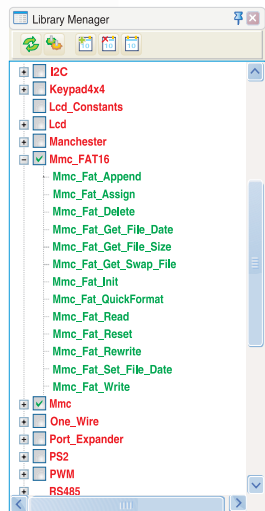 Library Menager
I2C
Keypad4x4
Lcd_Constants
Lcd
Manchester
Mmc_FAT16
Mmc_Fat_Append
Mmc_Fat_Assign
Mmc_Fat_Delete
Mmc_Fat_Get_File_Date
Mmc_Fat_Get_File_Size
Mmc_Fat_Get_Swap_File
Mmc_Fat_Init
Mmc_Fat_QuickFormat
Mmc_Fat_Read
Mmc_Fat_Reset
Mmc_Fat_Rewrite
Mmc_Fat_Set_File_Date
Mmc_Fat_Write
Mmc
One_Wire
Port_Expander
PS2
PWM
RS485